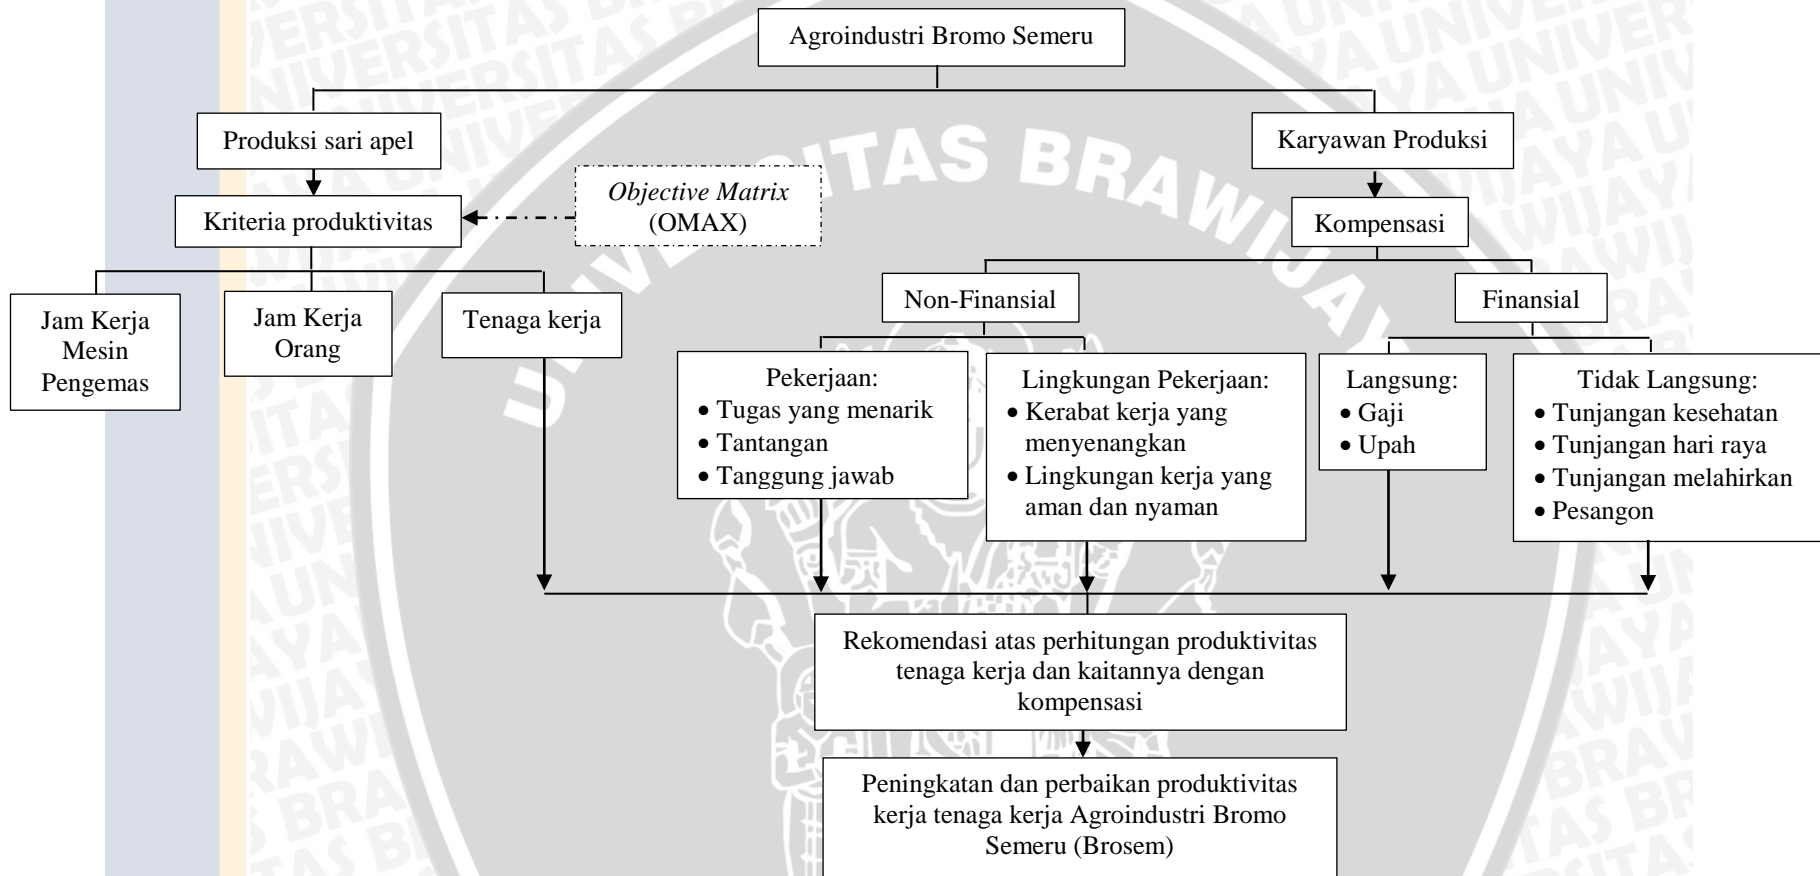 Agroindustri Bromo Semeru
Produksi sari apel
Karyawan Produksi
Objective Matrix
(OMAX)
Kriteria produktivitas
Kompensasi
Jam Kerja
Mesin
Pengemas
Jam Kerja
Orang
Tenaga kerja
Non-Finansial
Finansial
Pekerjaan:
• Tugas yang menarik
• Tantangan
• Tanggung jawab
Lingkungan Pekerjaan:
• Kerabat kerja yang
menyenangkan
• Lingkungan kerja yang
aman dan nyaman
Langsung:
• Gaji
• Upah
Tidak Langsung:
• Tunjangan kesehatan
• Tunjangan hari raya
• Tunjangan melahirkan
• Pesangon
Rekomendasi atas perhitungan produktivitas
tenaga kerja dan kaitannya dengan
kompensasi
Peningkatan dan perbaikan produktivitas
kerja tenaga kerja Agroindustri Bromo
Semeru (Brosem)